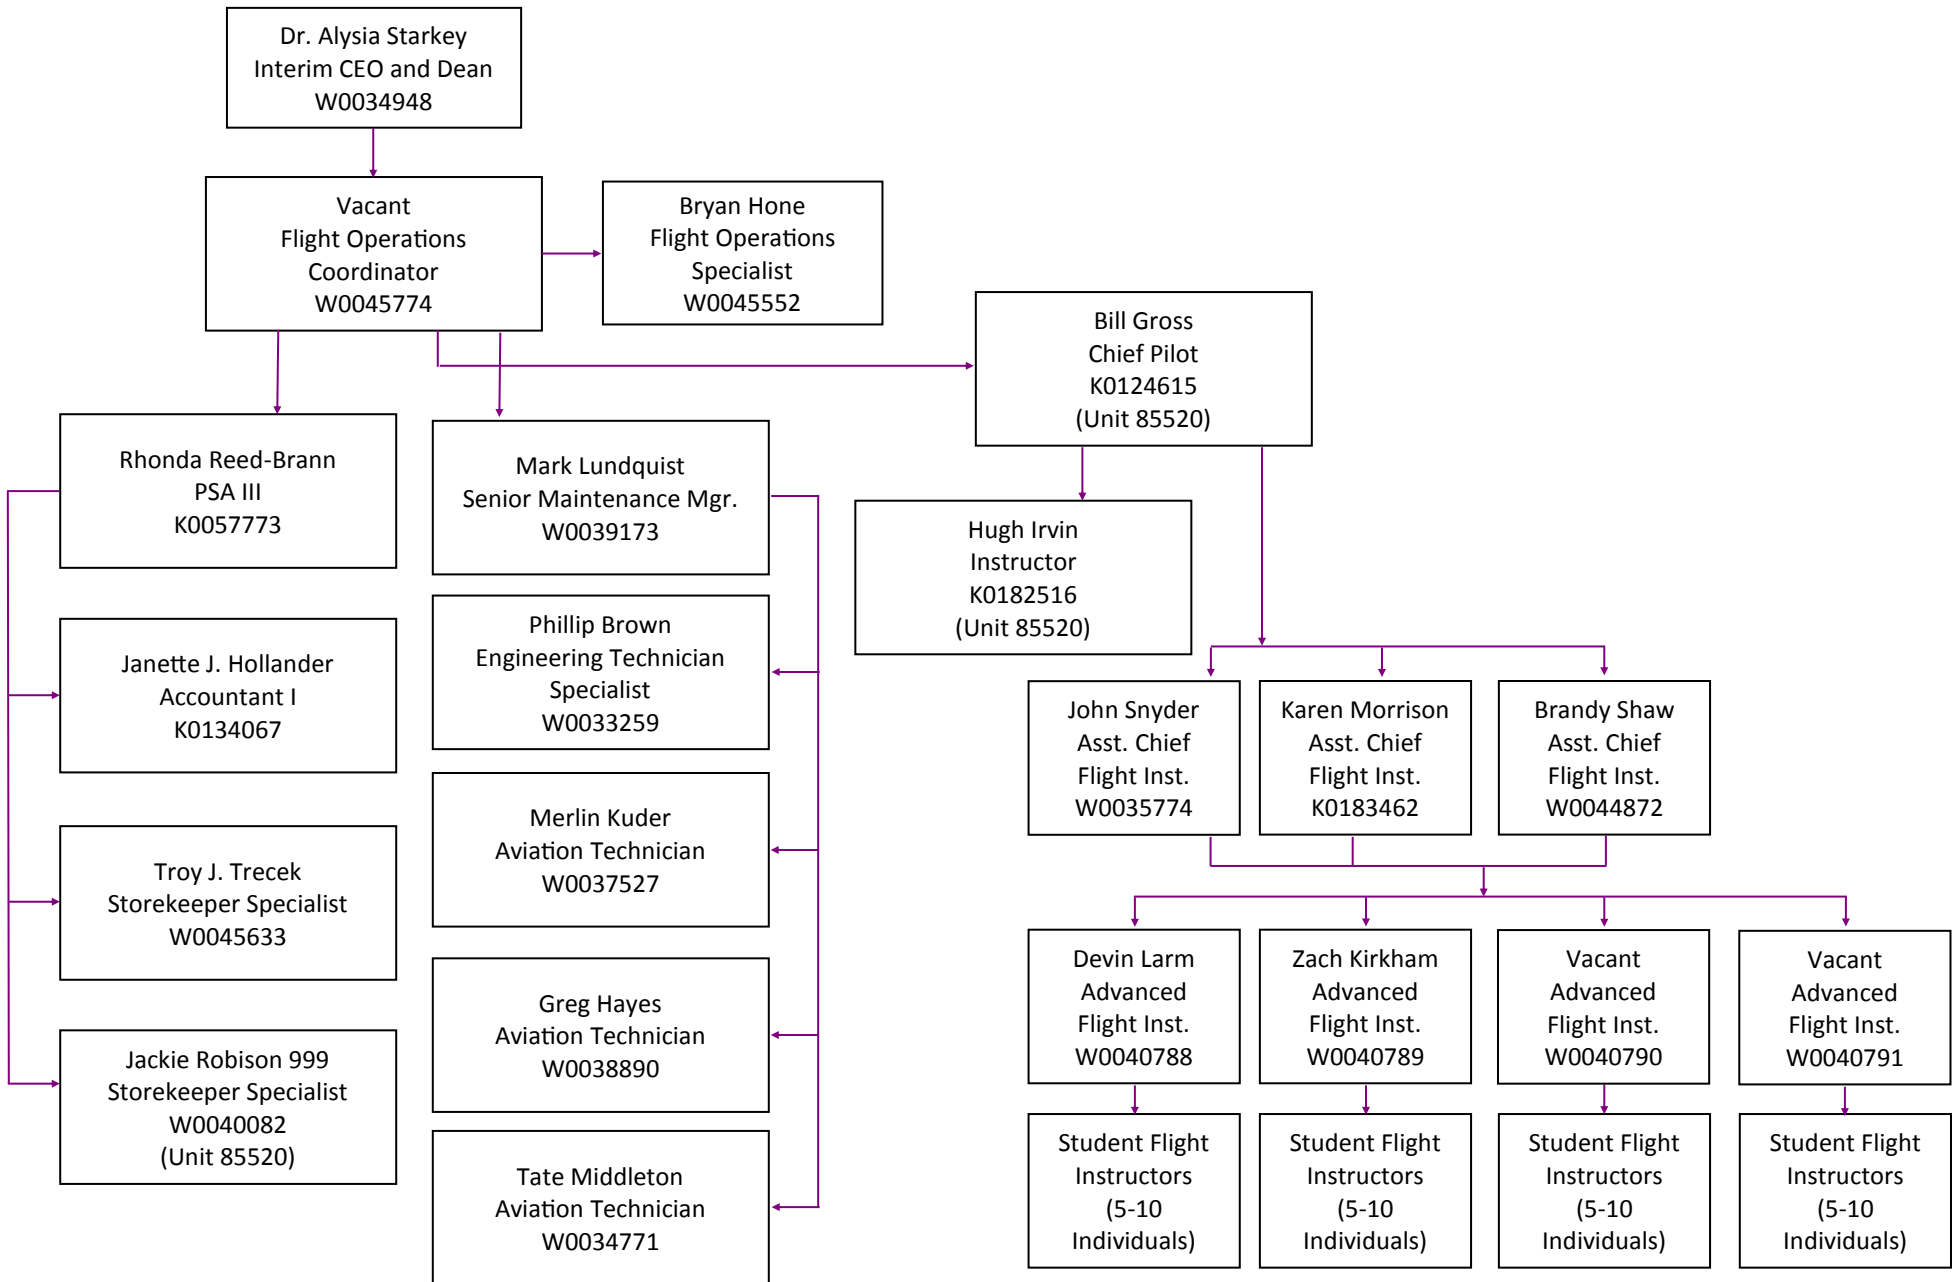 Dr. Alysia Starkey
Interim CEO and Dean
W0034948
Vacant
Flight Operations
Coordinator
W0045774
Bryan Hone
Flight Operations
Specialist
W0045552
Bill Gross
Chief Pilot
K0124615
(Unit 85520)
Rhonda Reed-Brann
PSA III
K0057773
Mark Lundquist
Senior Maintenance Mgr.
W0039173
Hugh Irvin
Instructor
K0182516
(Unit 85520)
Janette J. Hollander
Accountant I
K0134067
Phillip Brown
Engineering Technician
Specialist
W0033259
John Snyder
Asst. Chief
Flight Inst.
W0035774
Karen Morrison
Asst. Chief
Flight Inst.
K0183462
Brandy Shaw
Asst. Chief
Flight Inst.
W0044872
Troy J. Trecek
Storekeeper Specialist
W0045633
Merlin Kuder
Aviation Technician
W0037527
Devin Larm
Advanced
Flight Inst.
W0040788
Zach Kirkham
Advanced
Flight Inst.
W0040789
Vacant
Advanced
Flight Inst.
W0040790
Vacant
Advanced
Flight Inst.
W0040791
Jackie Robison 999
Storekeeper Specialist
W0040082
(Unit 85520)
Greg Hayes
Aviation Technician
W0038890
Tate Middleton
Aviation Technician
W0034771
Student Flight
Instructors
(5-10
Individuals)
Student Flight
Instructors
(5-10
Individuals)
Student Flight
Instructors
(5-10
Individuals)
Student Flight
Instructors
(5-10
Individuals)